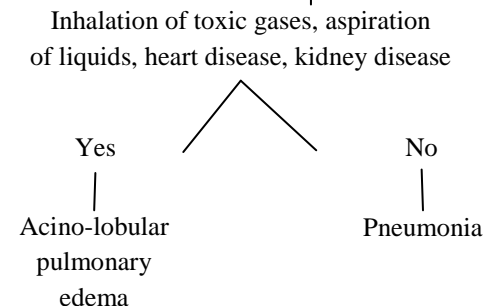 Inhalation of toxic gases, aspiration
of liquids, heart disease, kidney disease
Yes
No
Acino-lobular
pulmonary
edema
Pneumonia